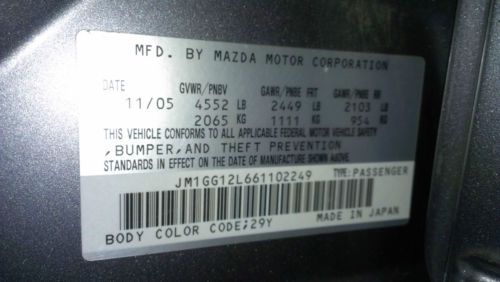 MFD. BY MAZDA MOTOR CORPORATION
DATE GVWR/PNBV GAWR/PNBE FRT GAWR/PNBE RR
11/05 4552 LB 2449 LB 2103 LB
2065 KG 1111 KG 954 KG
THIS VEHICLE CONFORMS TO ALL APPLICABLE FEDERAL MOTOR VEHICLE SAFETY
,BUMPER,AND THEFT PREVENTION
STANDARDS IN EFFECT ON THE DATE OF MANUFACTURE SHOWN ABOVE.
JM1GG12L661102249 TYPE:PASSENGER
MADE IN JAPAN
BODY COLOR CODE;29Y